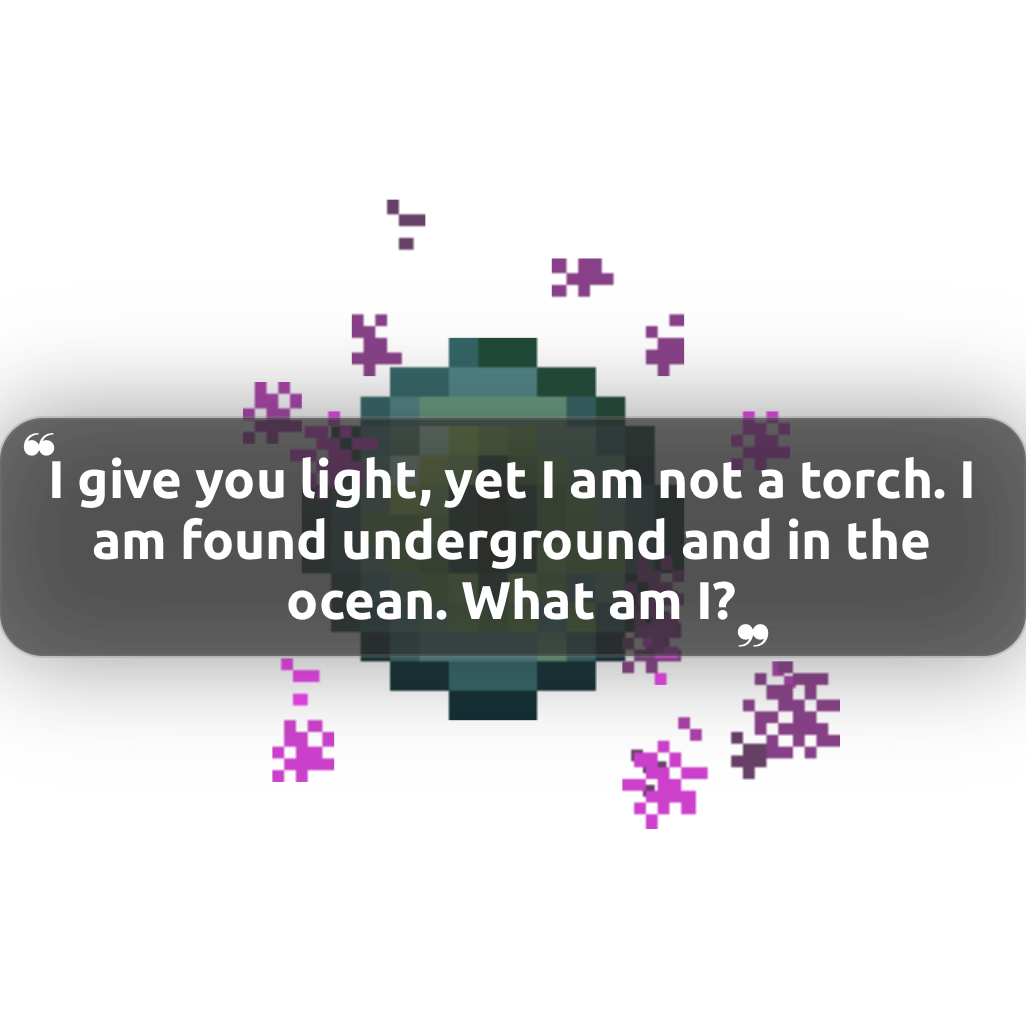 ❝
I give you light, yet I am not a torch. I
am found underground and in the
ocean. What am I?
❞